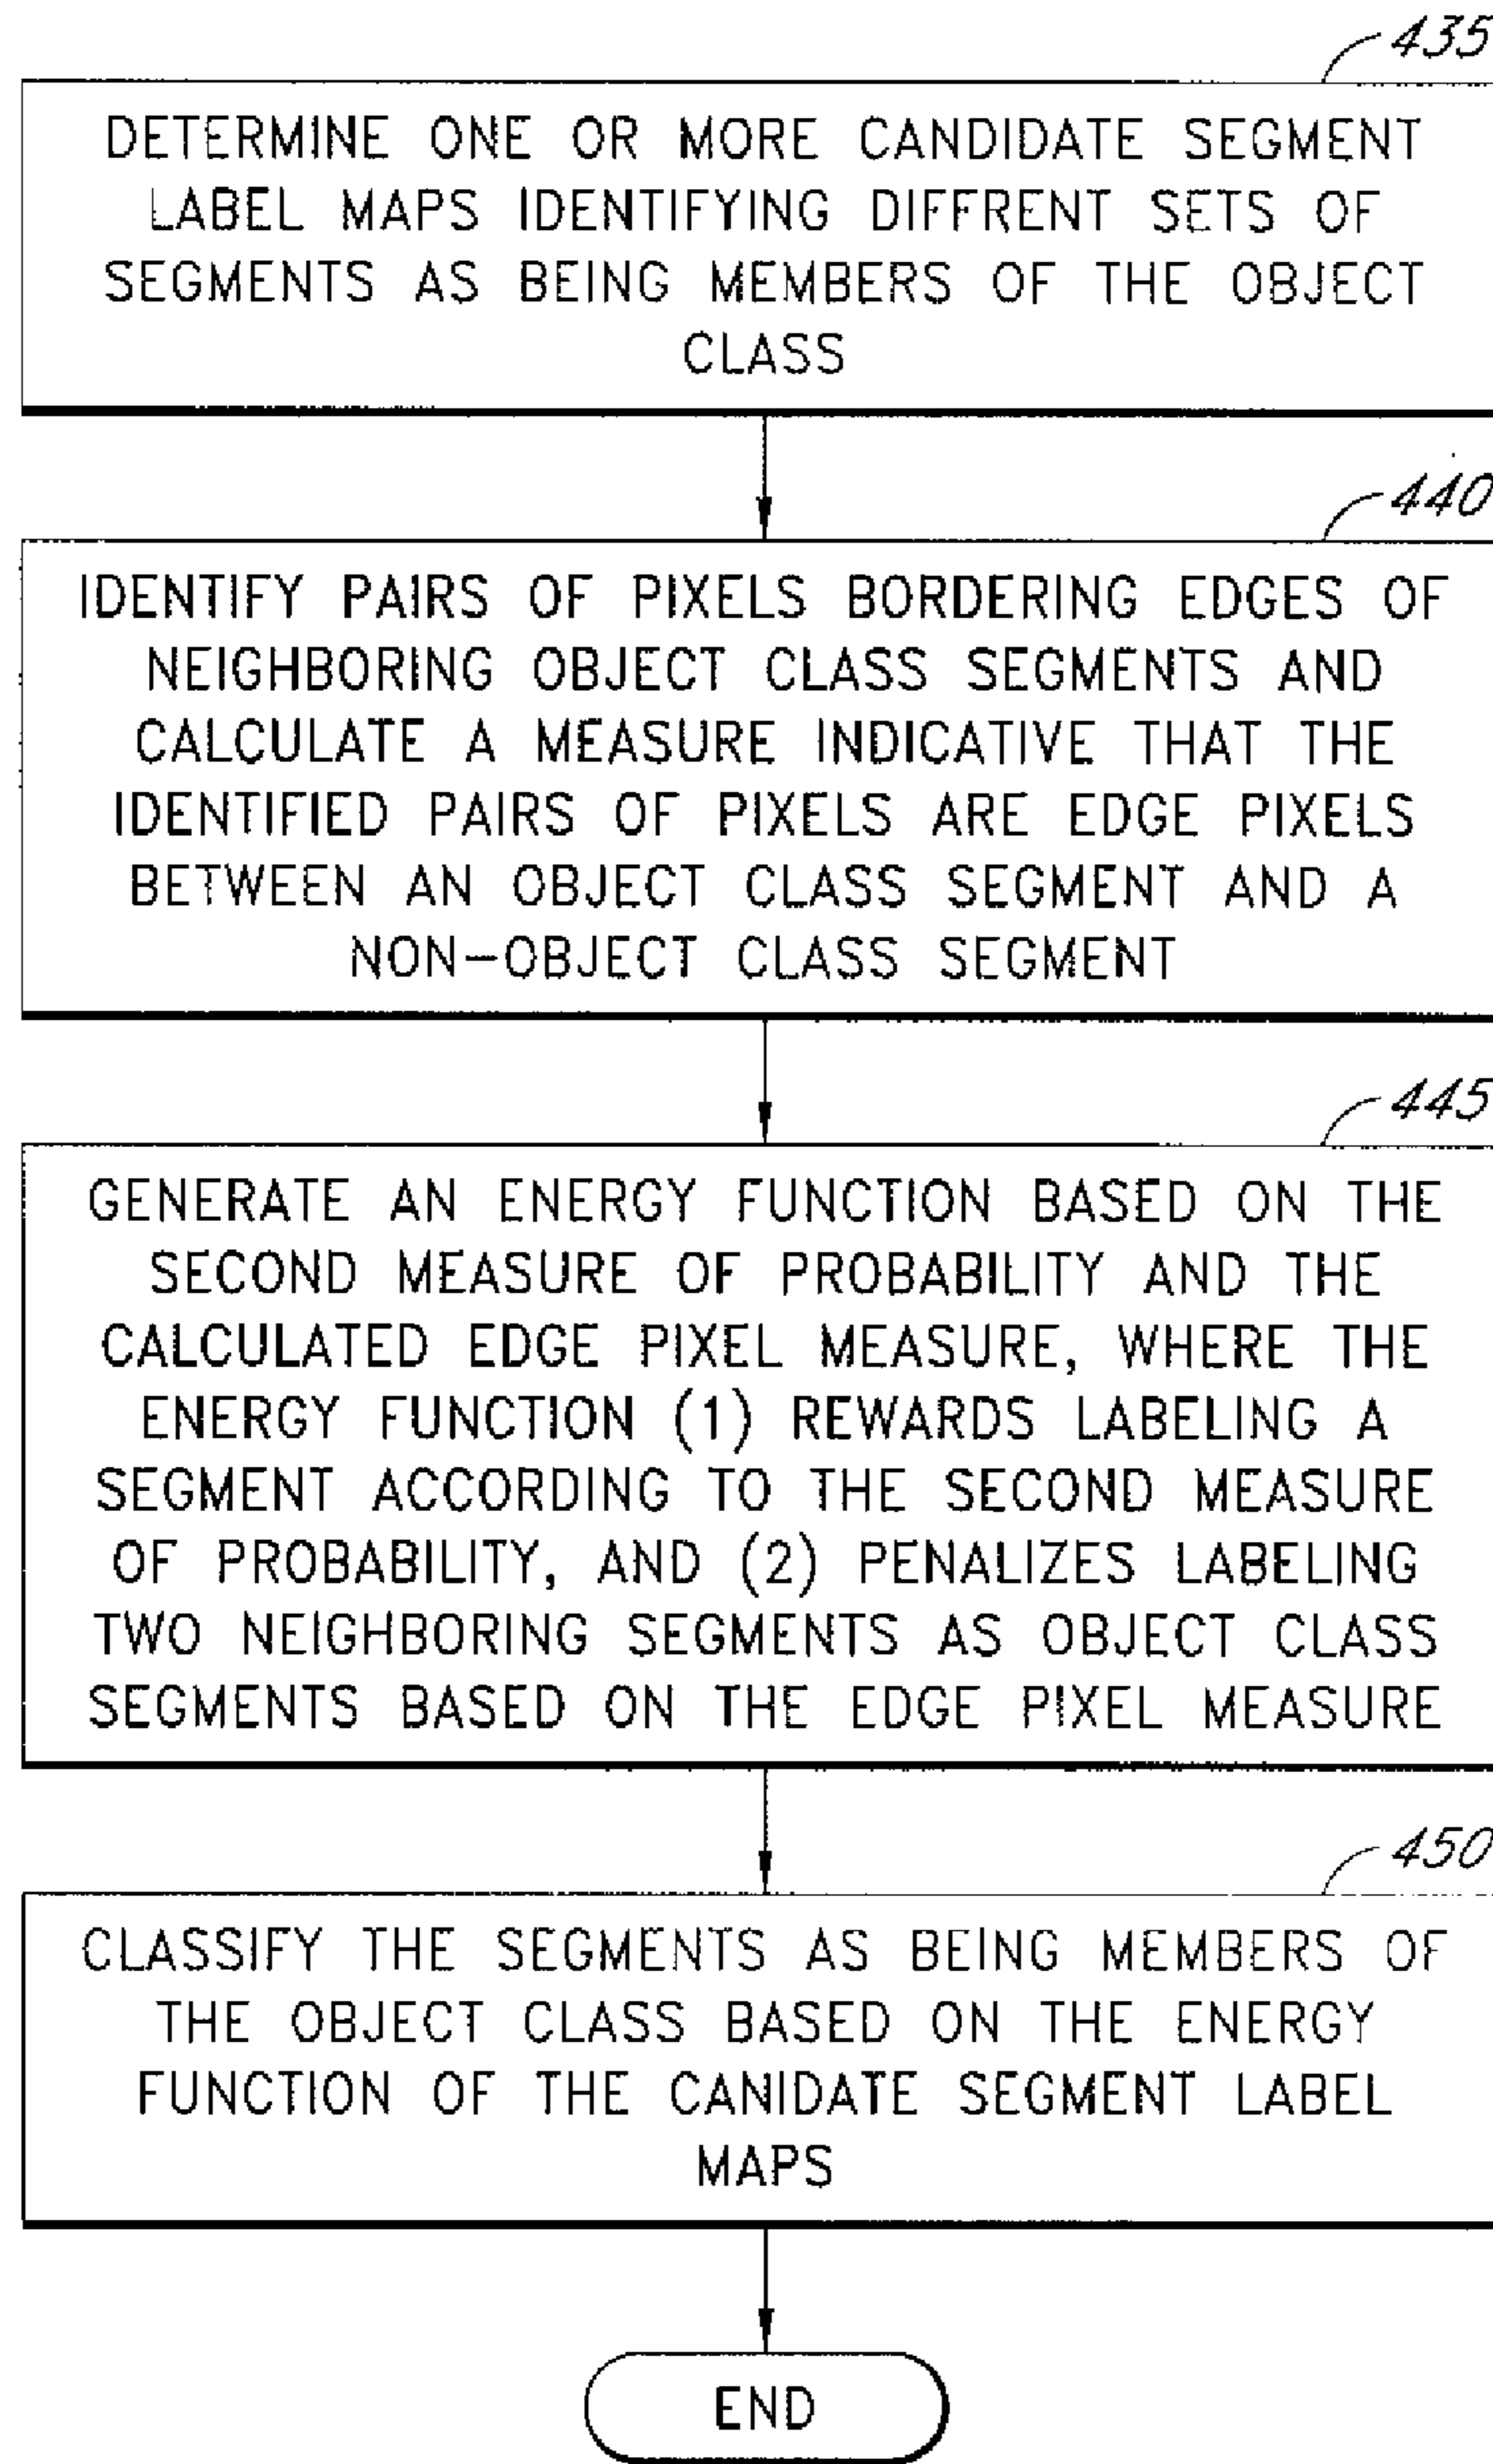 435
DETERMINE ONE OR MORE CANDIDATE SEGMENT
LABEL MAPS IDENTIFYING DIFFRENT SETS OF
SEGMENTS AS BEING MEMBERS OF THE OBJECT
CLASS
440
IDENTIFY PAIRS OF PIXELS BORDERING EDGES OF
NEIGHBORING OBJECT CLASS SEGMENTS AND
CALCULATE A MEASURE INDICATIVE THAT THE
IDENTIFIED PAIRS OF PIXELS ARE EDGE PIXELS
BETWEEN AN OBJECT CLASS SEGMENT AND A
NON-OBJECT CLASS SEGMENT
445
GENERATE AN ENERGY FUNCTION BASED ON THE
SECOND MEASURE OF PROBABILITY AND THE
CALCULATED EDGE PIXEL MEASURE, WHERE THE
ENERGY FUNCTION (1) REWARDS LABELING A
SEGMENT ACCORDING TO THE SECOND MEASURE
OF PROBABILITY, AND (2) PENALIZES LABELING
TWO NEIGHBORING SEGMENTS AS OBJECT CLASS
SEGMENTS BASED ON THE EDGE PIXEL MEASURE
450
CLASSIFY THE SEGMENTS AS BEING MEMBERS OF
THE OBJECT CLASS BASED ON THE ENERGY
FUNCTION OF THE CANIDATE SEGMENT LABEL
MAPS
END